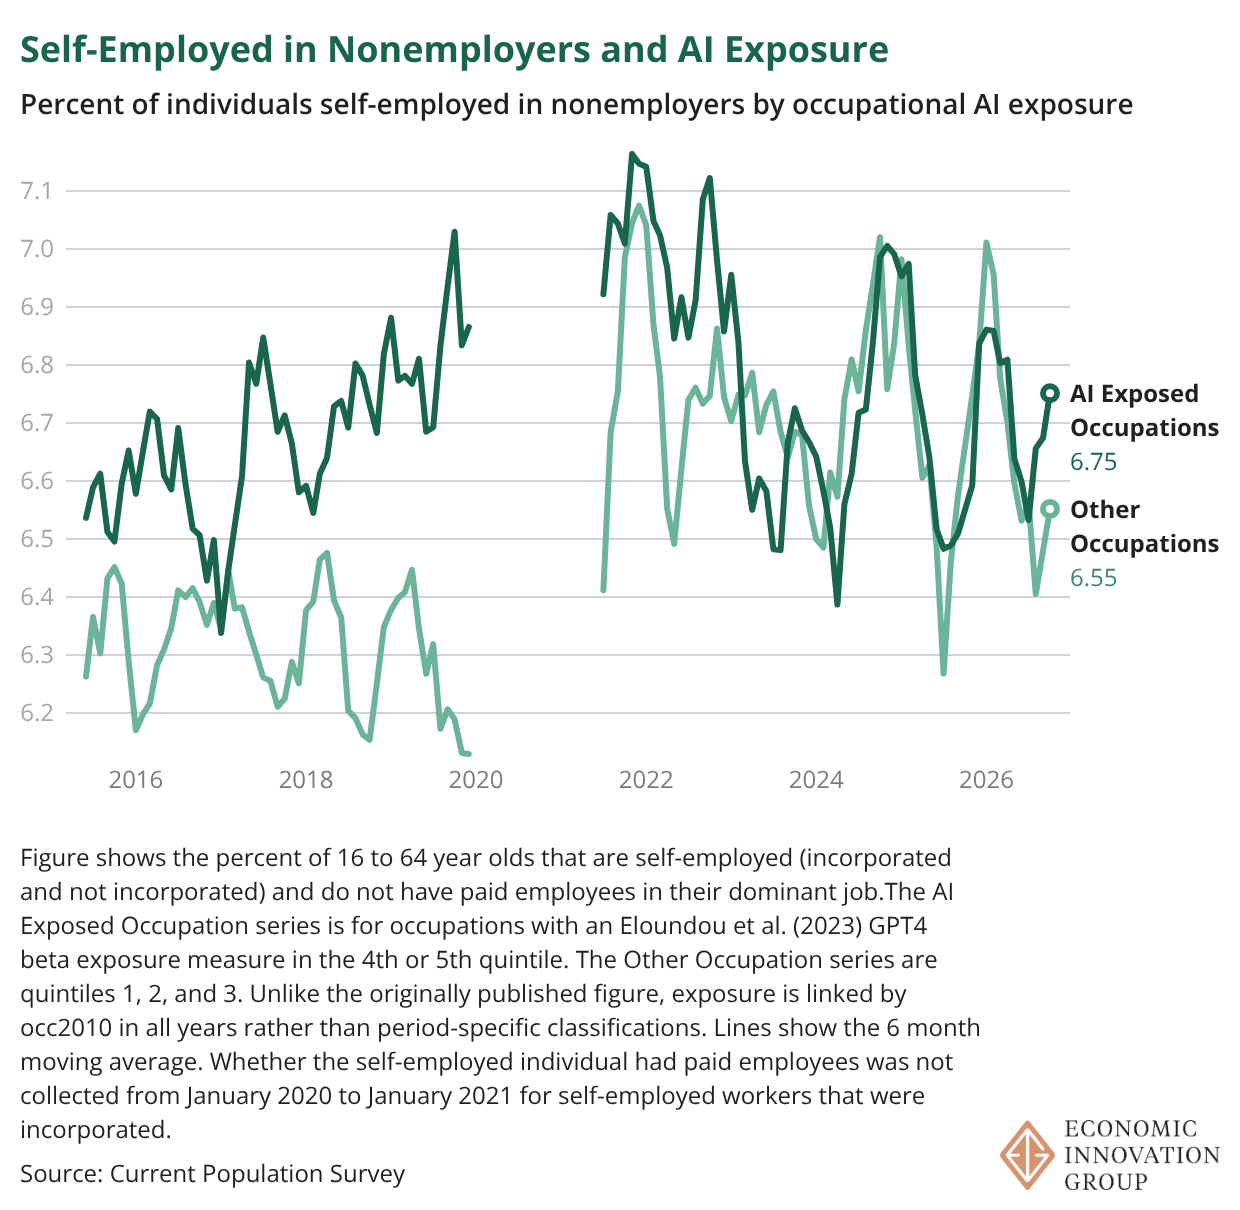 Self-Employed in Nonemployers and AI Exposure
Percent of individuals self-employed in nonemployers by occupational AI exposure
7.1
7.0
6.9
6.8
6.7
6.6
6.5
6.4
6.3
6.2
AI Exposed
Occupations
6.75
Other
Occupations
6.55
2016
2018
2020
2022
2024
2026
Figure shows the percent of 16 to 64 year olds that are self-employed (incorporated
and not incorporated) and do not have paid employees in their dominant job.The AI
Exposed Occupation series is for occupations with an Eloundou et al. (2023) GPT4
beta exposure measure in the 4th or 5th quintile. The Other Occupation series are
quintiles 1, 2, and 3. Unlike the originally published figure, exposure is linked by
occ2010 in all years rather than period-specific classifications. Lines show the 6 month
moving average. Whether the self-employed individual had paid employees was not
collected from January 2020 to January 2021 for self-employed workers that were
incorporated.
Source: Current Population Survey
ECONOMIC
INNOVATION
GROUP